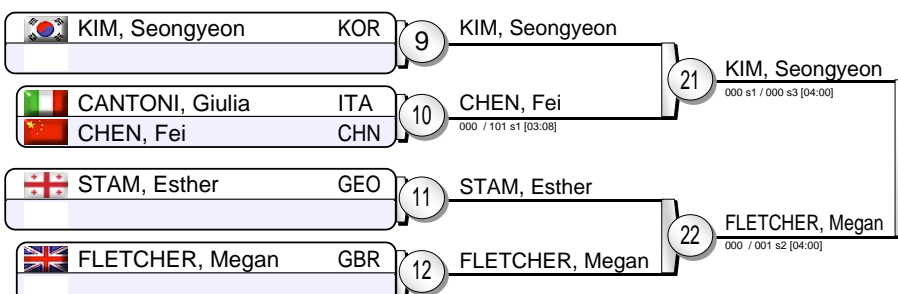 KIM, Seongyeon KOR
9
KIM, Seongyeon
21
KIM, Seongyeon
000 s1 / 000 s3 [04:00]
CANTONI, Giulia ITA
CHEN, Fei CHN
10
CHEN, Fei
000 / 101 s1 [03:08]
STAM, Esther GEO
11
STAM, Esther
22
FLETCHER, Megan
000 / 001 s2 [04:00]
FLETCHER, Megan GBR
12
FLETCHER, Megan